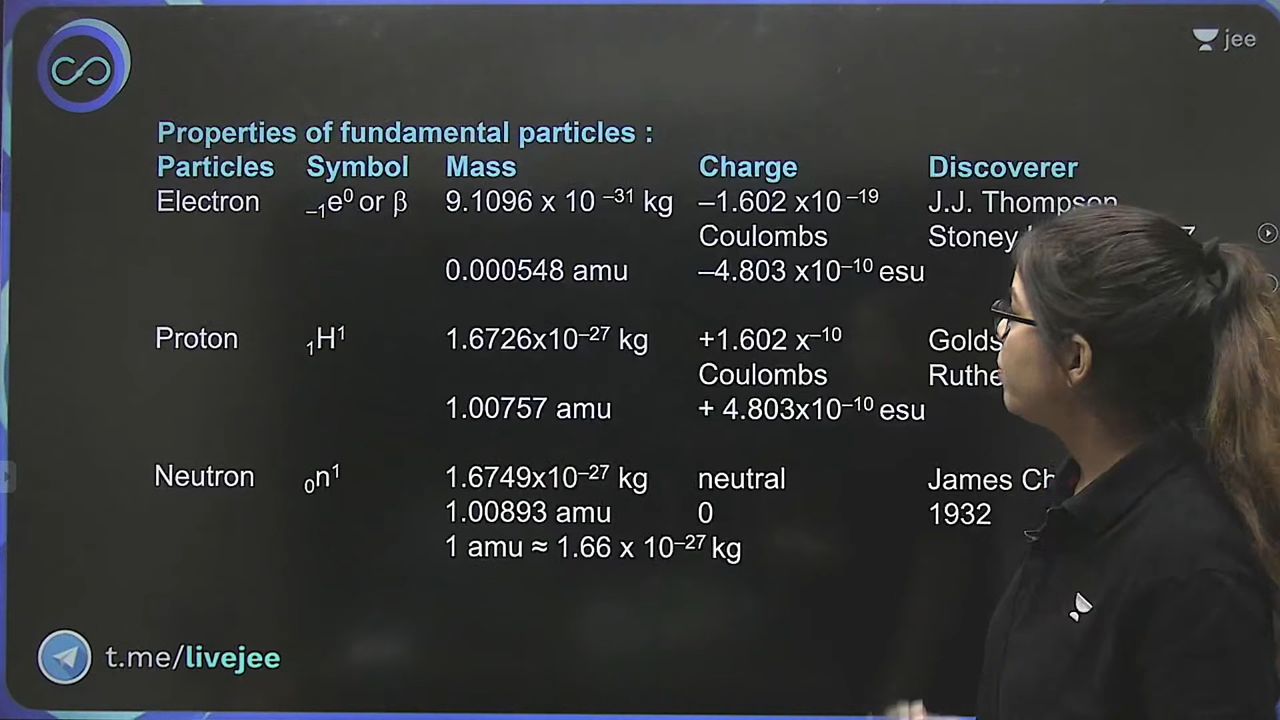 jee
Properties of fundamental particles :
Particles Symbol Mass Charge Discoverer
Electron ₋₁e⁰ or β 9.1096 x 10 ⁻³¹ kg –1.602 x10 ⁻¹⁹ J.J. Thompson
Coulombs Stoney
0.000548 amu –4.803 x10⁻¹⁰ esu
Proton ₁H¹ 1.6726x10⁻²⁷ kg +1.602 x⁻¹⁰
Coulombs
1.00757 amu + 4.803x10⁻¹⁰ esu
Neutron ₀n¹ 1.6749x10⁻²⁷ kg neutral James
1.00893 amu 0 1932
1 amu ≈ 1.66 x 10⁻²⁷ kg
t.me/livejee